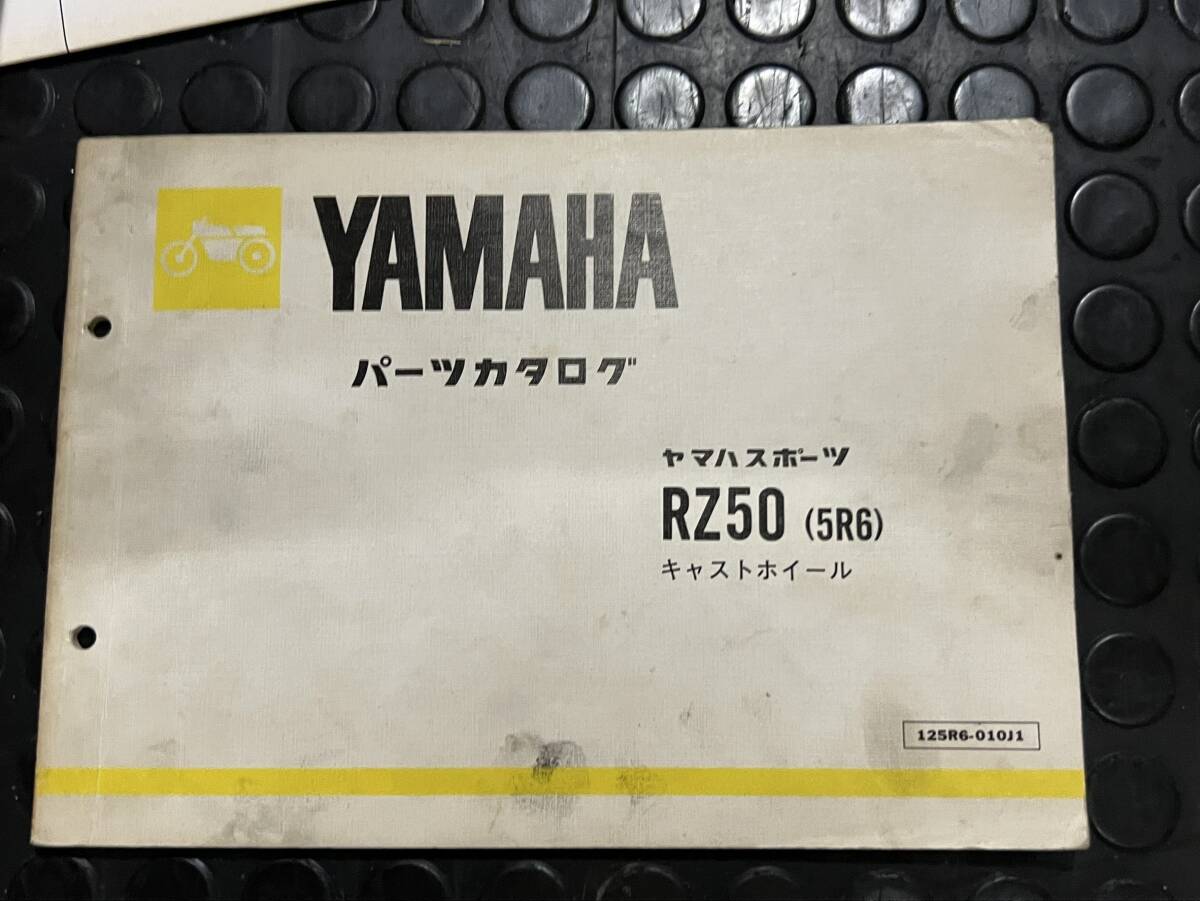 YAMAHA
パーツカタログ
ヤマハスポーツ
RZ50 (5R6)
キャストホイール
125R6-010J1